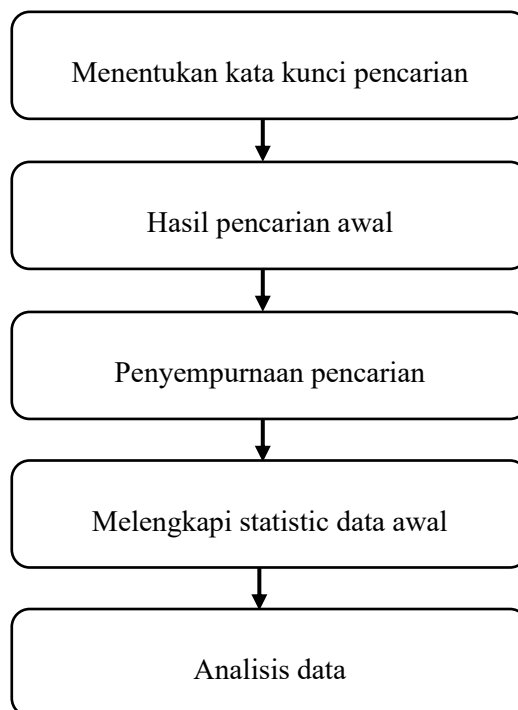 Menentukan kata kunci pencarian
Hasil pencarian awal
Penyempurnaan pencarian
Melengkapi statistic data awal
Analisis data